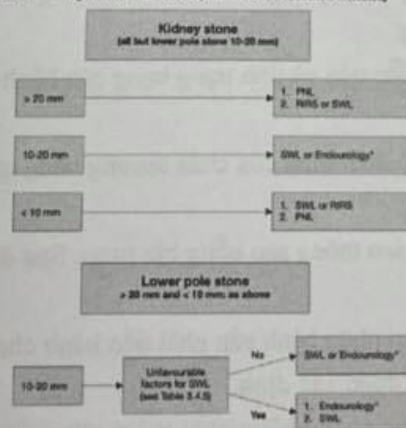 Kidney stone
(all but lower pole stone 10-20 mm)
> 20 mm
1. PNL
2. RIRS or SWL
10-20 mm
SWL or Endourology*
< 10 mm
1. SWL or RIRS
2. PNL
Lower pole stone
> 20 mm and < 10 mm: as above
No
SWL or Endourology*
10-20 mm
Unfavourable
factors for SWL
(see Table 3.4.5)
Yes
1. Endourology*
2. SWL